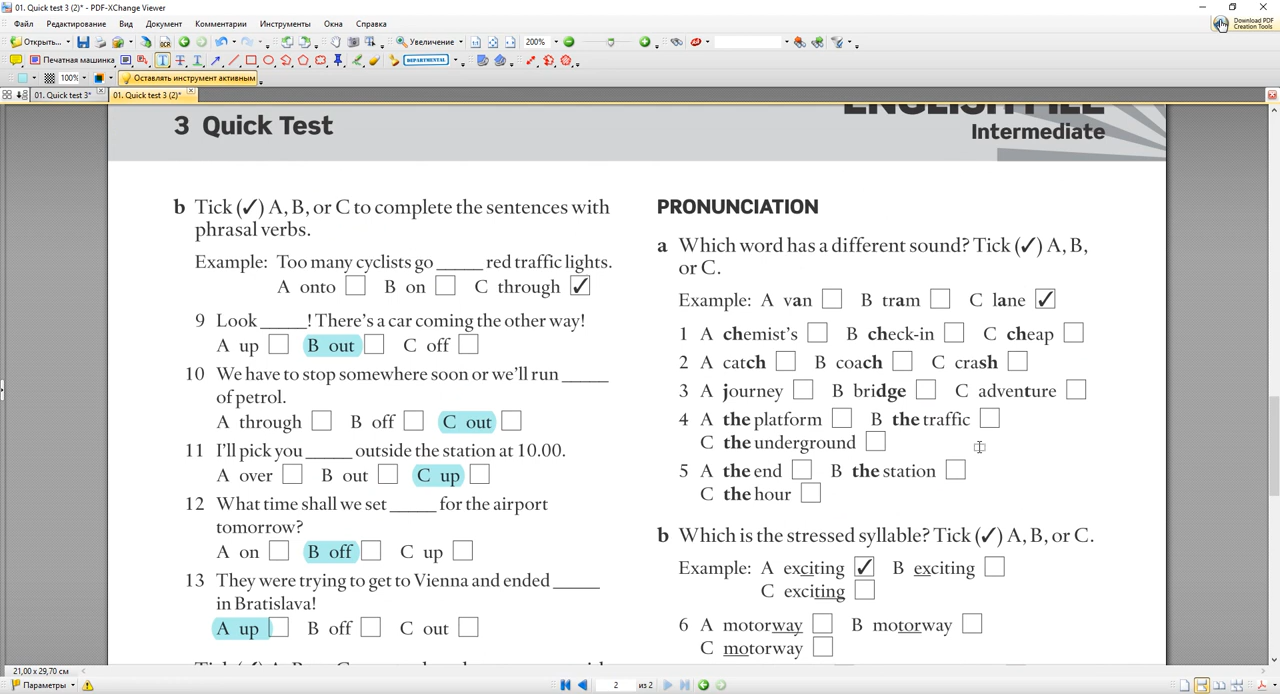 01. Quick test 3 (2)* - PDF-XChange Viewer
Файл Редактирование Вид Документ Комментарии Инструменты Окна Справка
Download PDF
Creation Tools
Открыть... OCR Увеличение 200%
Печатная машинка DEPARTMENTAL
100% Оставлять инструмент активным
01. Quick test 3* 01. Quick test 3 (2)*
3 Quick Test
ENGLISH FILE
Intermediate
b Tick (✓) A, B, or C to complete the sentences with
phrasal verbs.
Example: Too many cyclists go _____ red traffic lights.
A onto B on C through ✓
9 Look _____! There's a car coming the other way!
A up B out C off
10 We have to stop somewhere soon or we'll run _____
of petrol.
A through B off C out
11 I'll pick you _____ outside the station at 10.00.
A over B out C up
12 What time shall we set _____ for the airport
tomorrow?
A on B off C up
13 They were trying to get to Vienna and ended _____
in Bratislava!
A up B off C out
PRONUNCIATION
a Which word has a different sound? Tick (✓) A, B,
or C.
Example: A van B tram C lane ✓
1 A chemist's B check-in C cheap
2 A catch B coach C crash
3 A journey B bridge C adventure
4 A the platform B the traffic
C the underground
5 A the end B the station
C the hour
b Which is the stressed syllable? Tick (✓) A, B, or C.
Example: A exciting ✓ B exciting
C exciting
6 A motorway B motorway
C motorway
21,00 x 29,70 см
Параметры 2 из 2